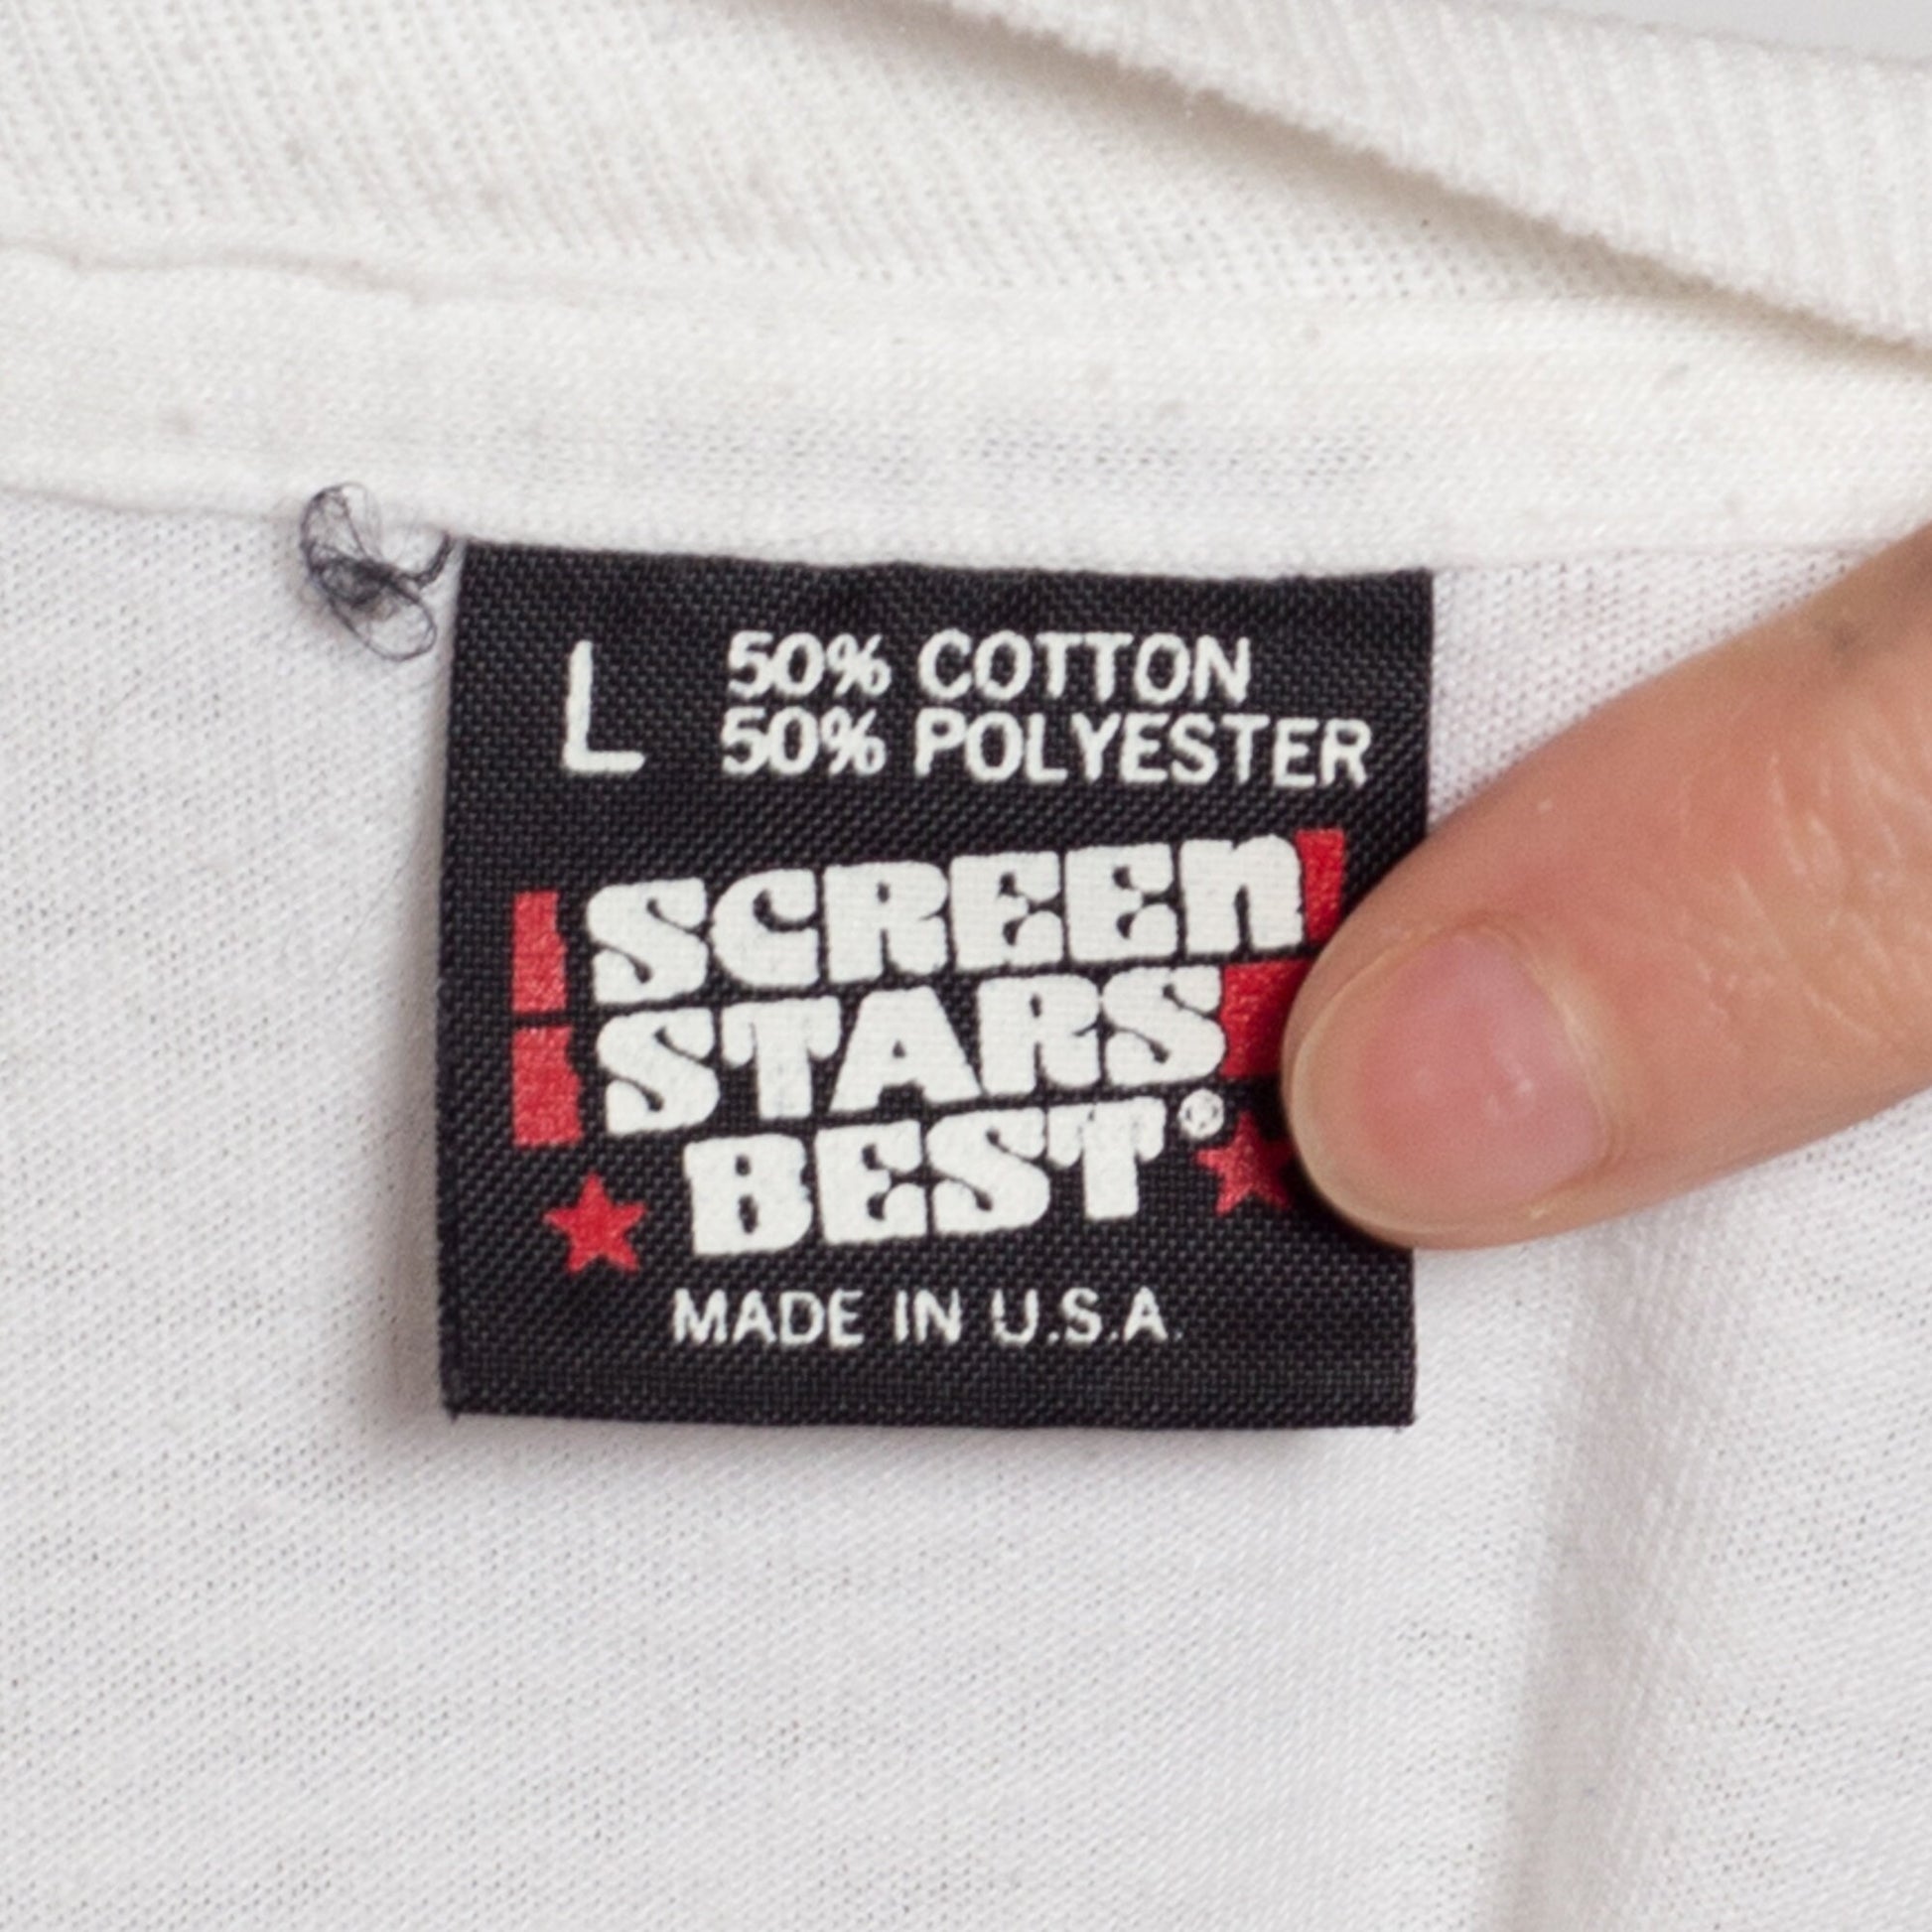 L 50% COTTON
50% POLYESTER
SCREEN
STARS
BEST®
MADE IN U.S.A.